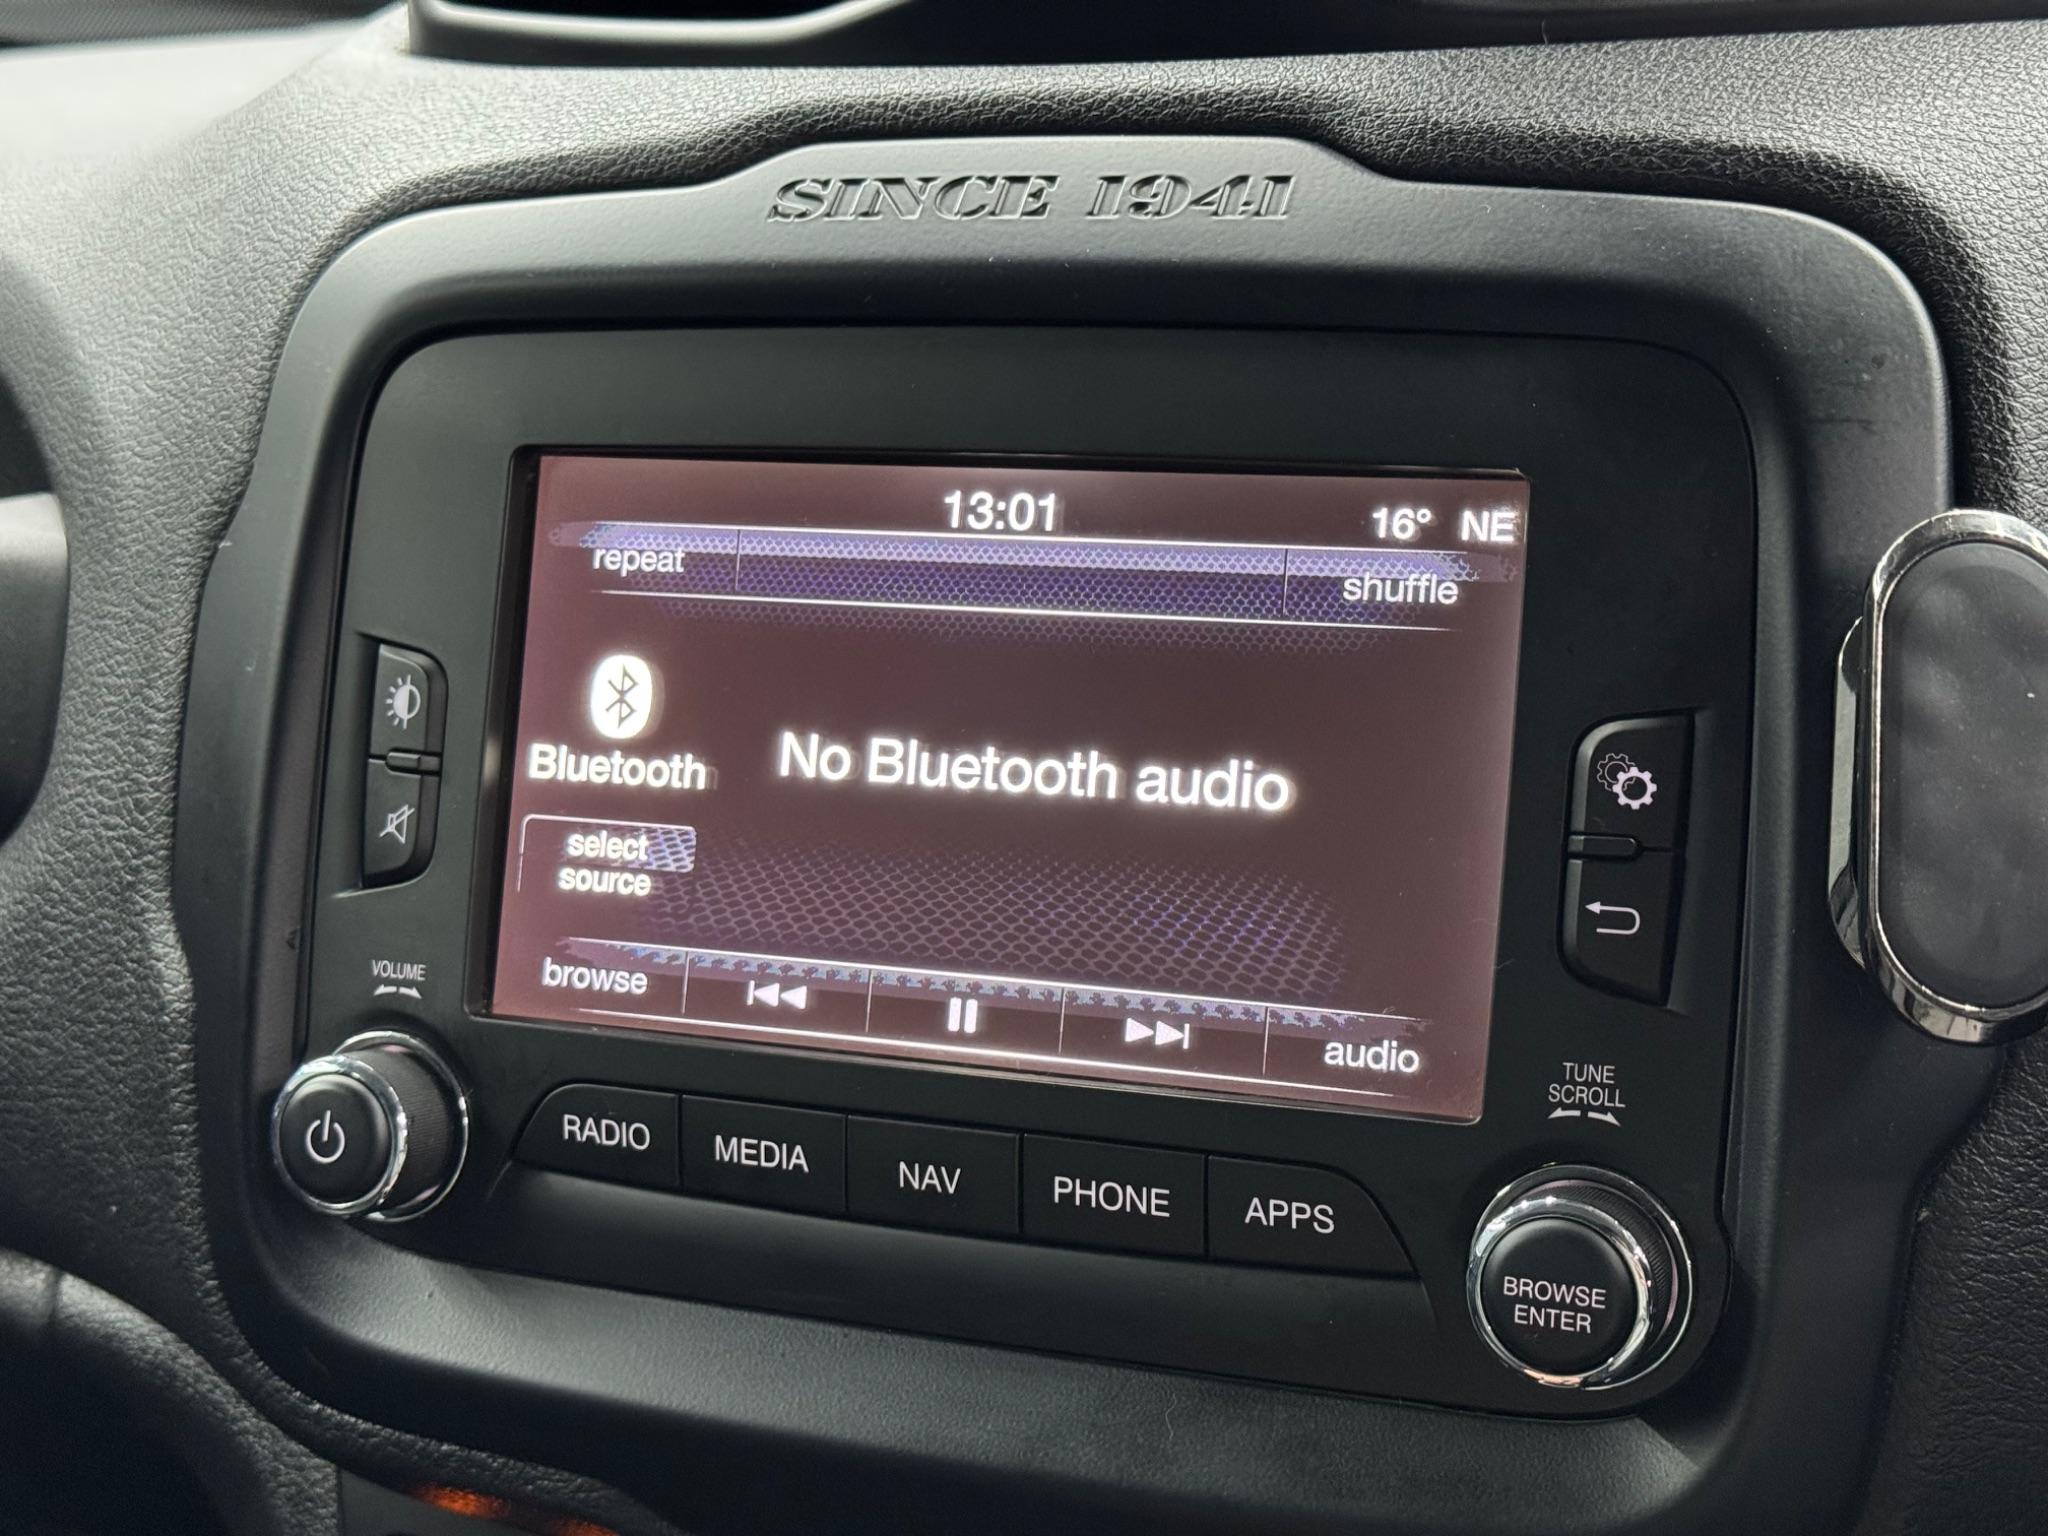 SINCE 1941
13:01
16° NE
repeat
shuffle
Bluetooth
No Bluetooth audio
select
source
browse
audio
VOLUME
TUNE
SCROLL
RADIO
MEDIA
NAV
PHONE
APPS
BROWSE
ENTER